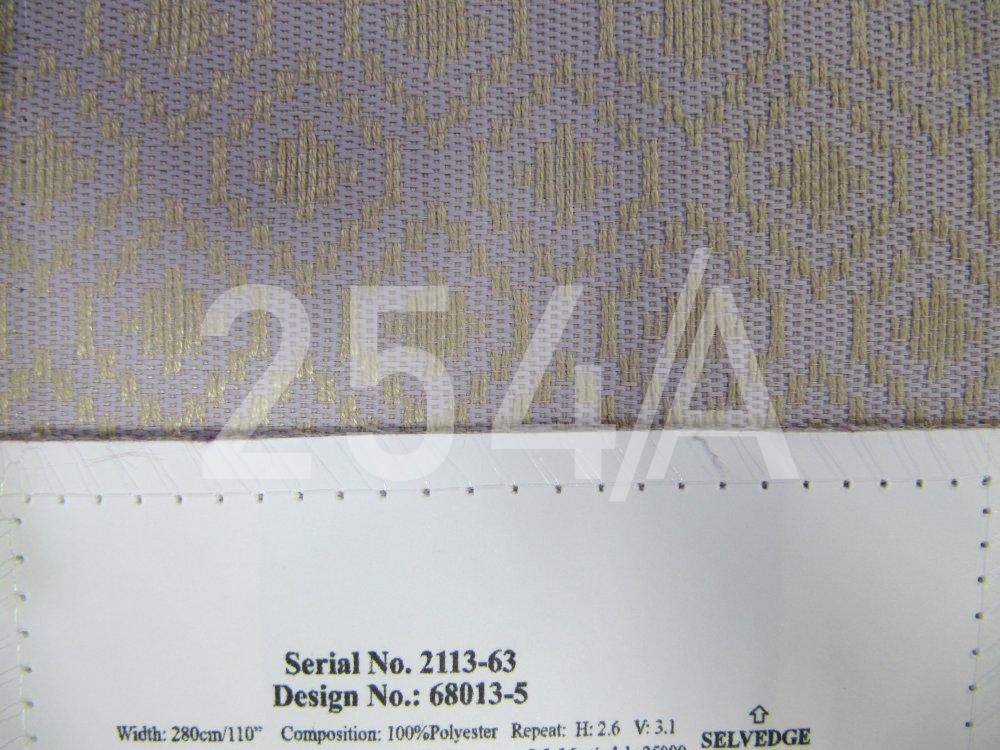 254/A
Serial No. 2113-63
Design No.: 68013-5
Width: 280cm/110” Composition: 100%Polyester Repeat: H: 2.6 V: 3.1
SELVEDGE